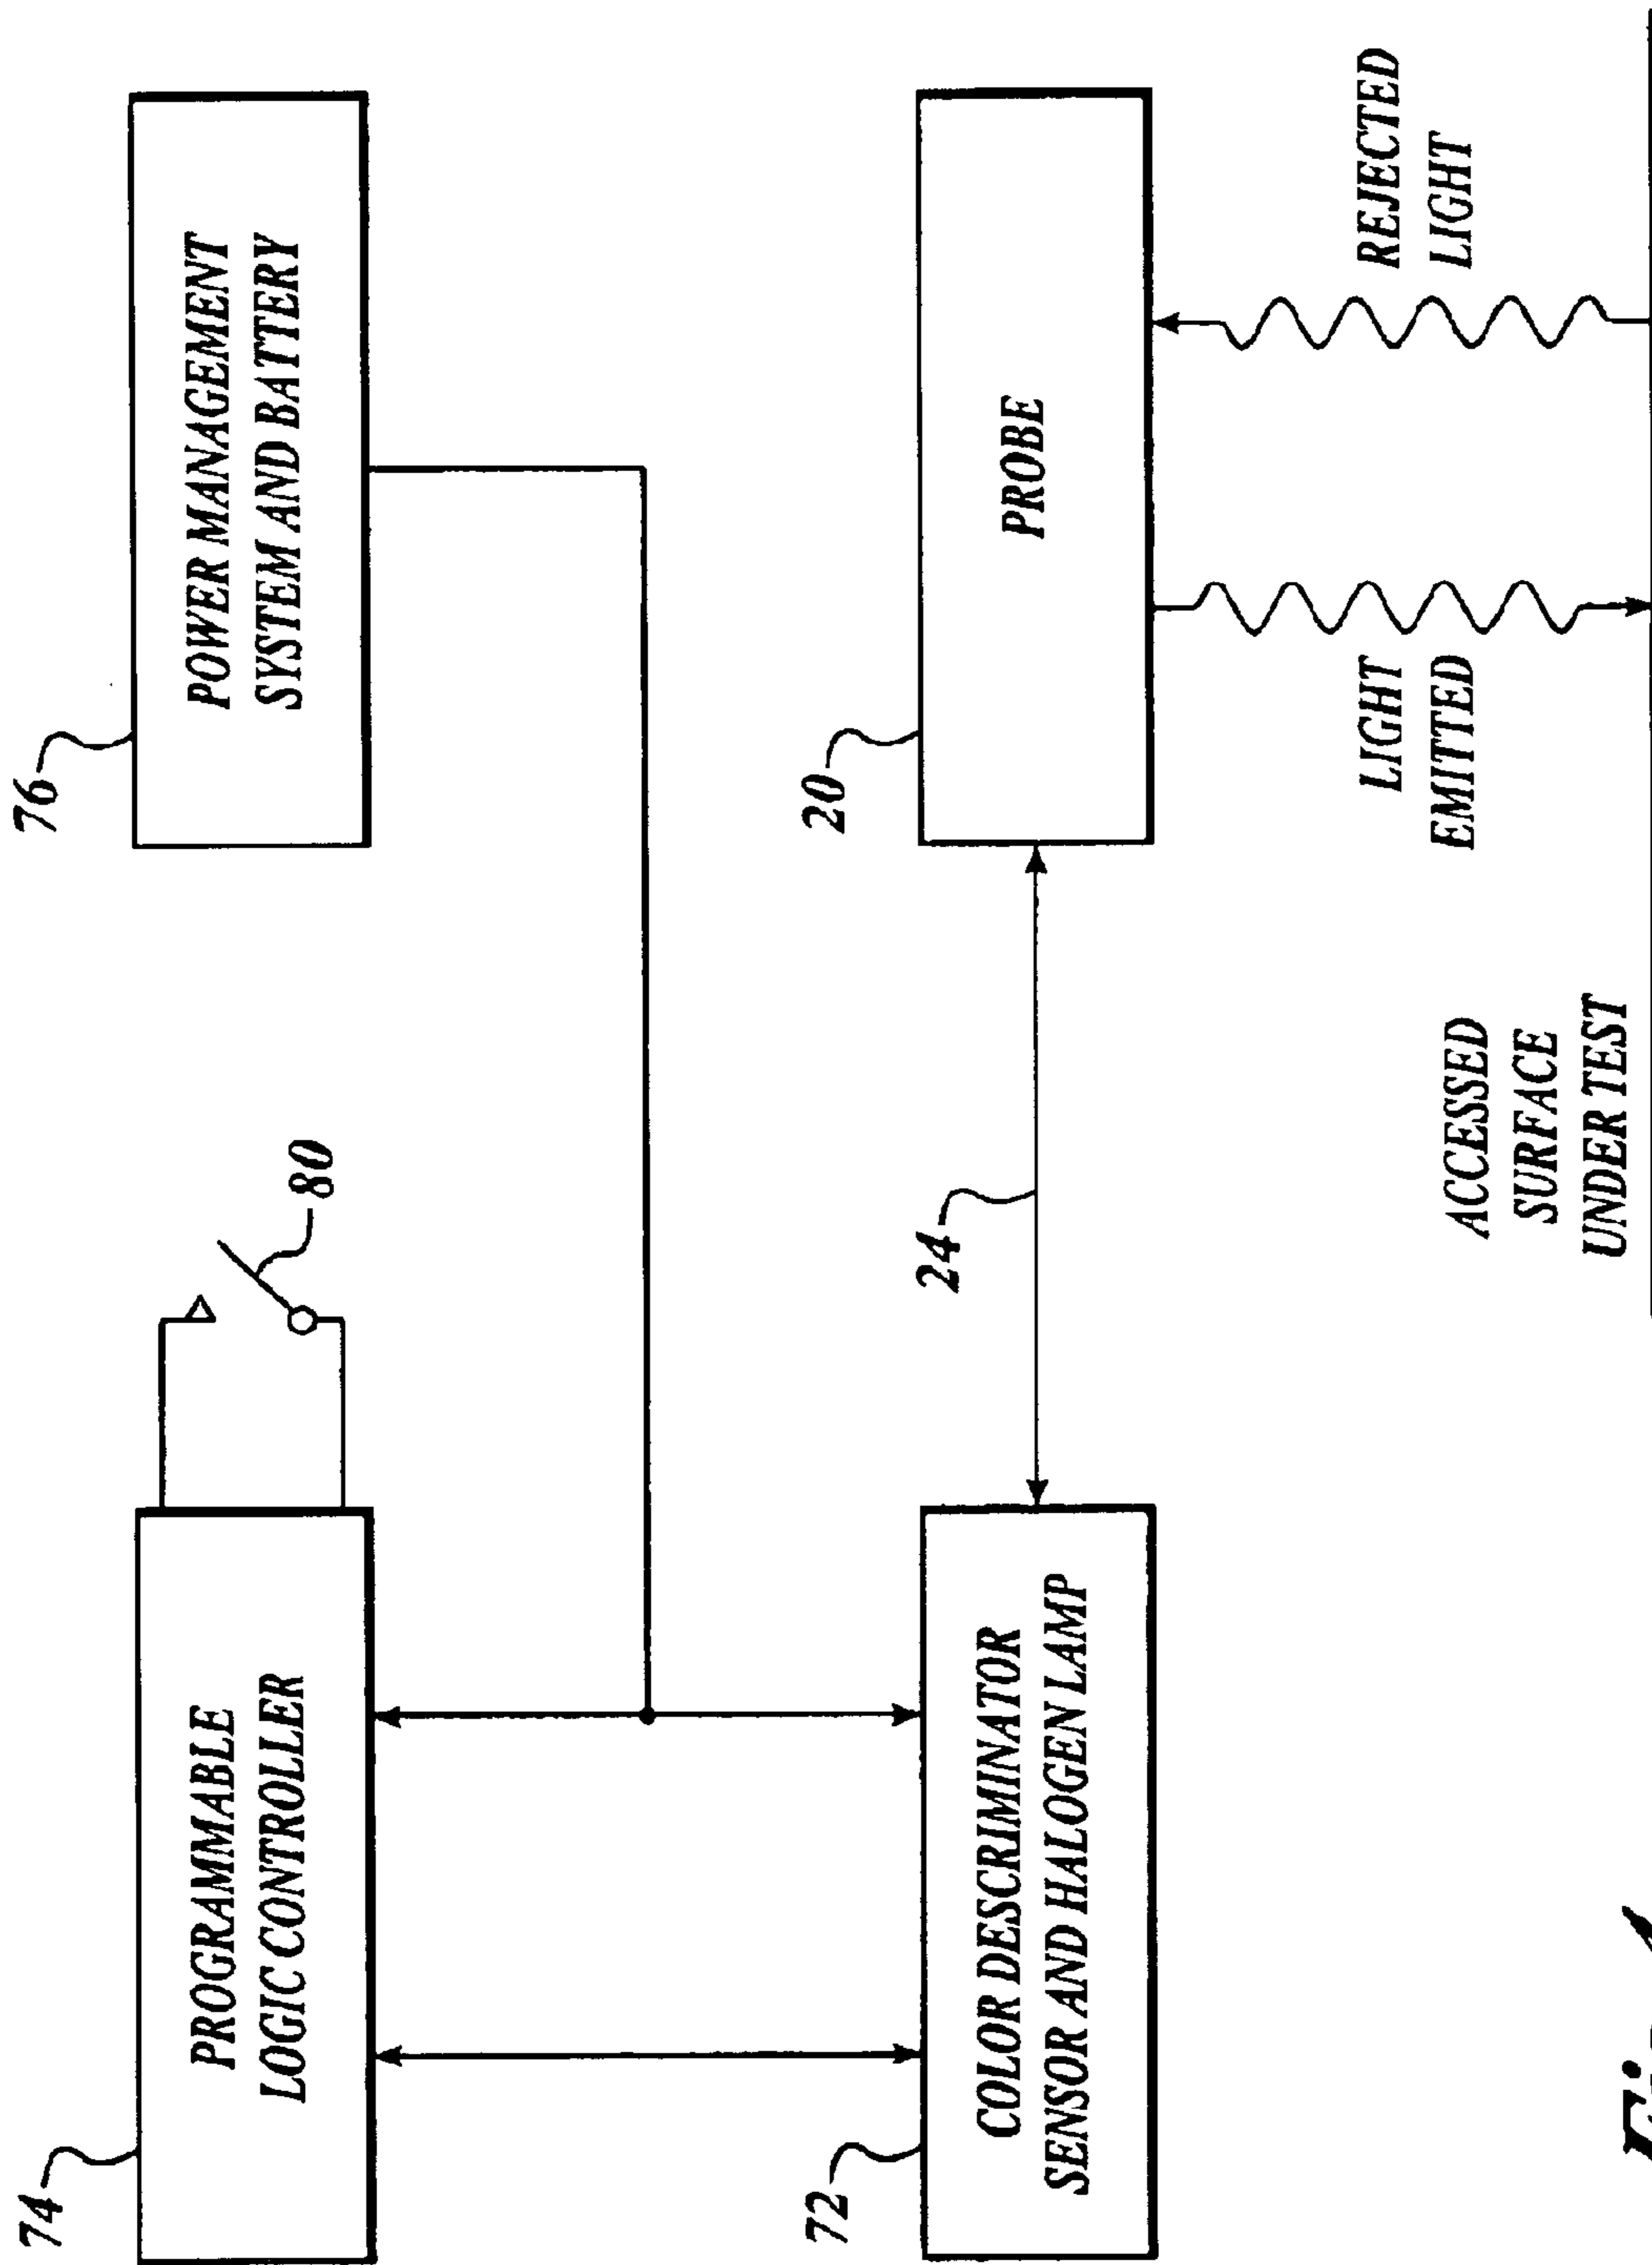 74
PROGRAMMABLE
LOGIC CONTROLLER
80
76
POWER MANAGEMENT
SYSTEM AND BATTERY
72
COLOR DESCRIMINATOR
SENSOR AND HALOGEN LAMP
24
20
PROBE
ACCESSED
SURFACE
UNDER TEST
LIGHT
EMITTED
REJECTED
LIGHT